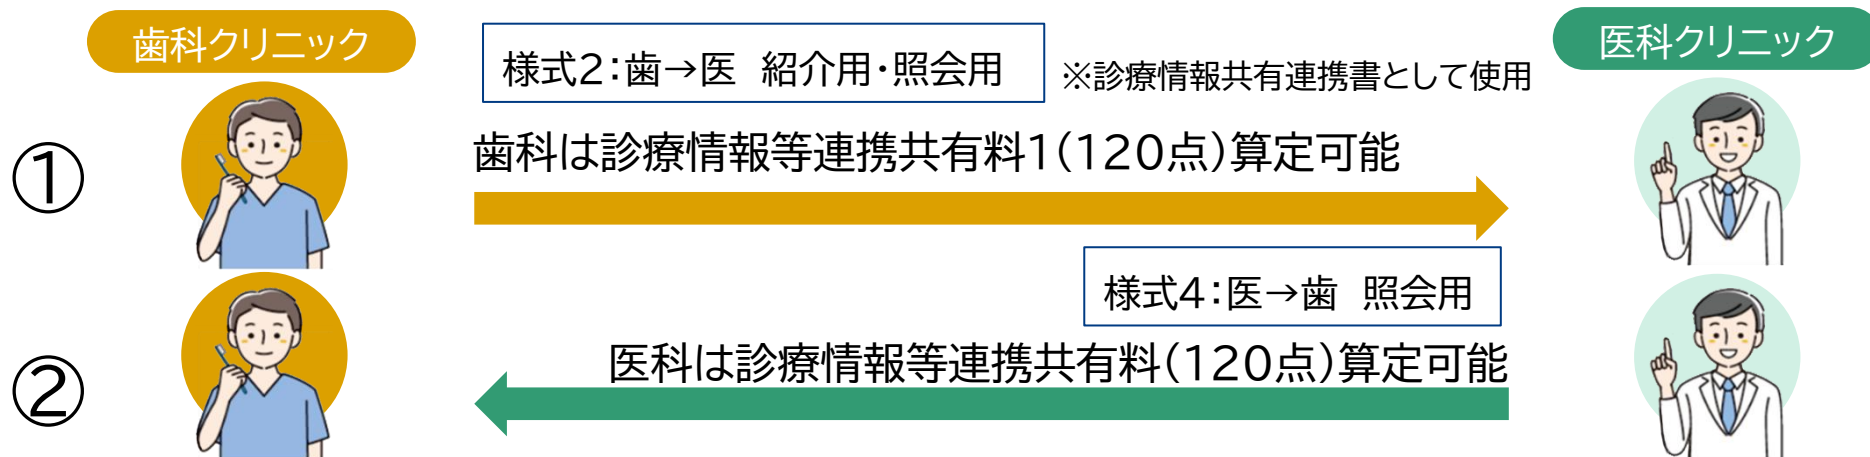 歯科クリニック
医科クリニック
様式2：歯→医　紹介用・照会用
※診療情報共有連携書として使用
①
歯科は診療情報等連携共有料1（120点）算定可能
様式4：医→歯　照会用
②
医科は診療情報等連携共有料（120点）算定可能